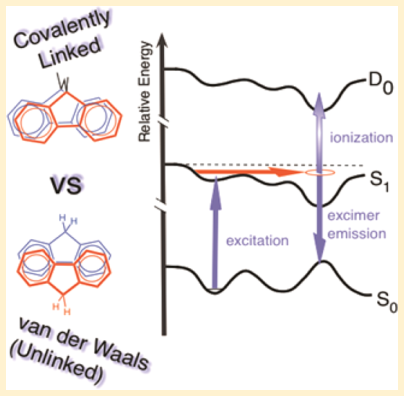 Covalently
Linked
VS
H H
H H
van der Waals
(Unlinked)
Relative Energy
D0
ionization
S1
excimer
emission
excitation
S0